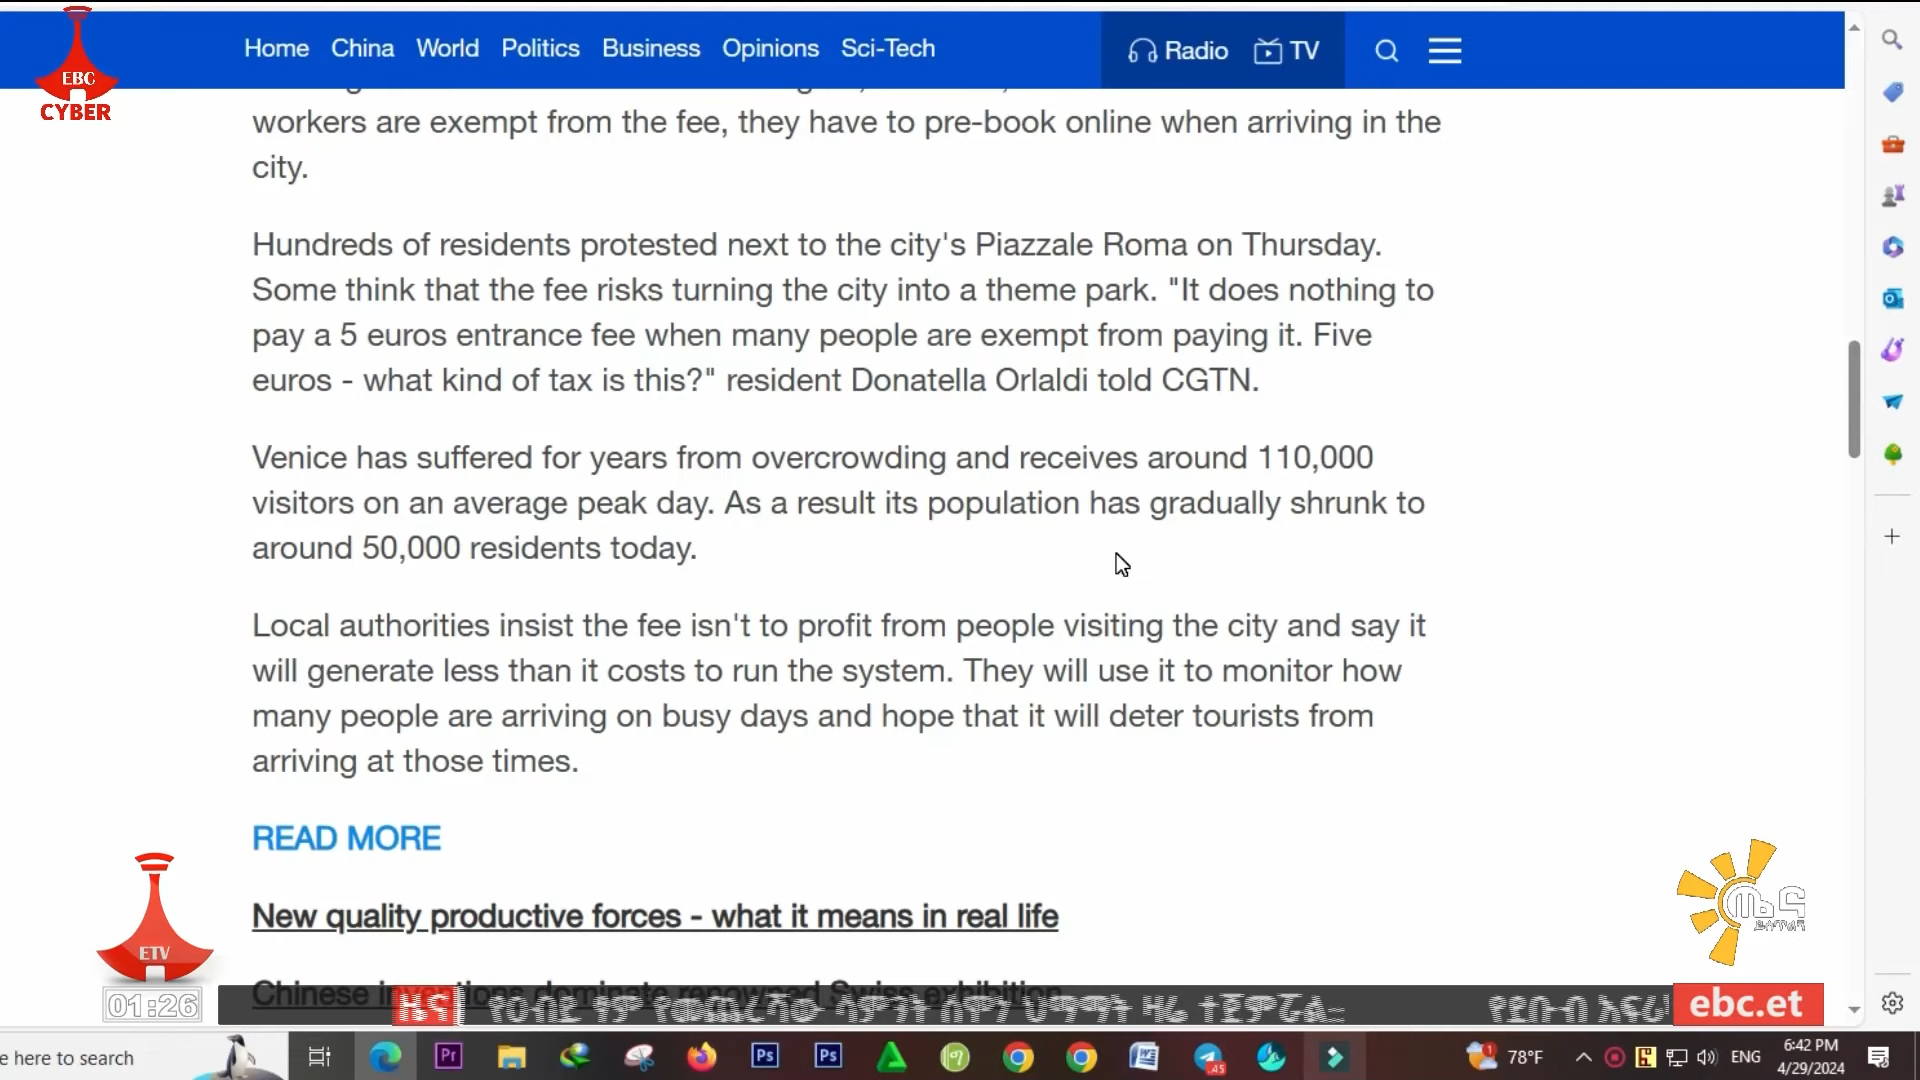 Home China World Politics Business Opinions Sci-Tech Radio TV
EBC
CYBER
workers are exempt from the fee, they have to pre-book online when arriving in the
city.
Hundreds of residents protested next to the city's Piazzale Roma on Thursday.
Some think that the fee risks turning the city into a theme park. "It does nothing to
pay a 5 euros entrance fee when many people are exempt from paying it. Five
euros - what kind of tax is this?" resident Donatella Orlaldi told CGTN.
Venice has suffered for years from overcrowding and receives around 110,000
visitors on an average peak day. As a result its population has gradually shrunk to
around 50,000 residents today.
Local authorities insist the fee isn't to profit from people visiting the city and say it
will generate less than it costs to run the system. They will use it to monitor how
many people are arriving on busy days and hope that it will deter tourists from
arriving at those times.
READ MORE
New quality productive forces - what it means in real life
ETV
Chinese inventions dominate renowned Swiss exhibition
01:26
ዜና
ebc.et
e here to search
78°F
ENG
6:42 PM
4/29/2024